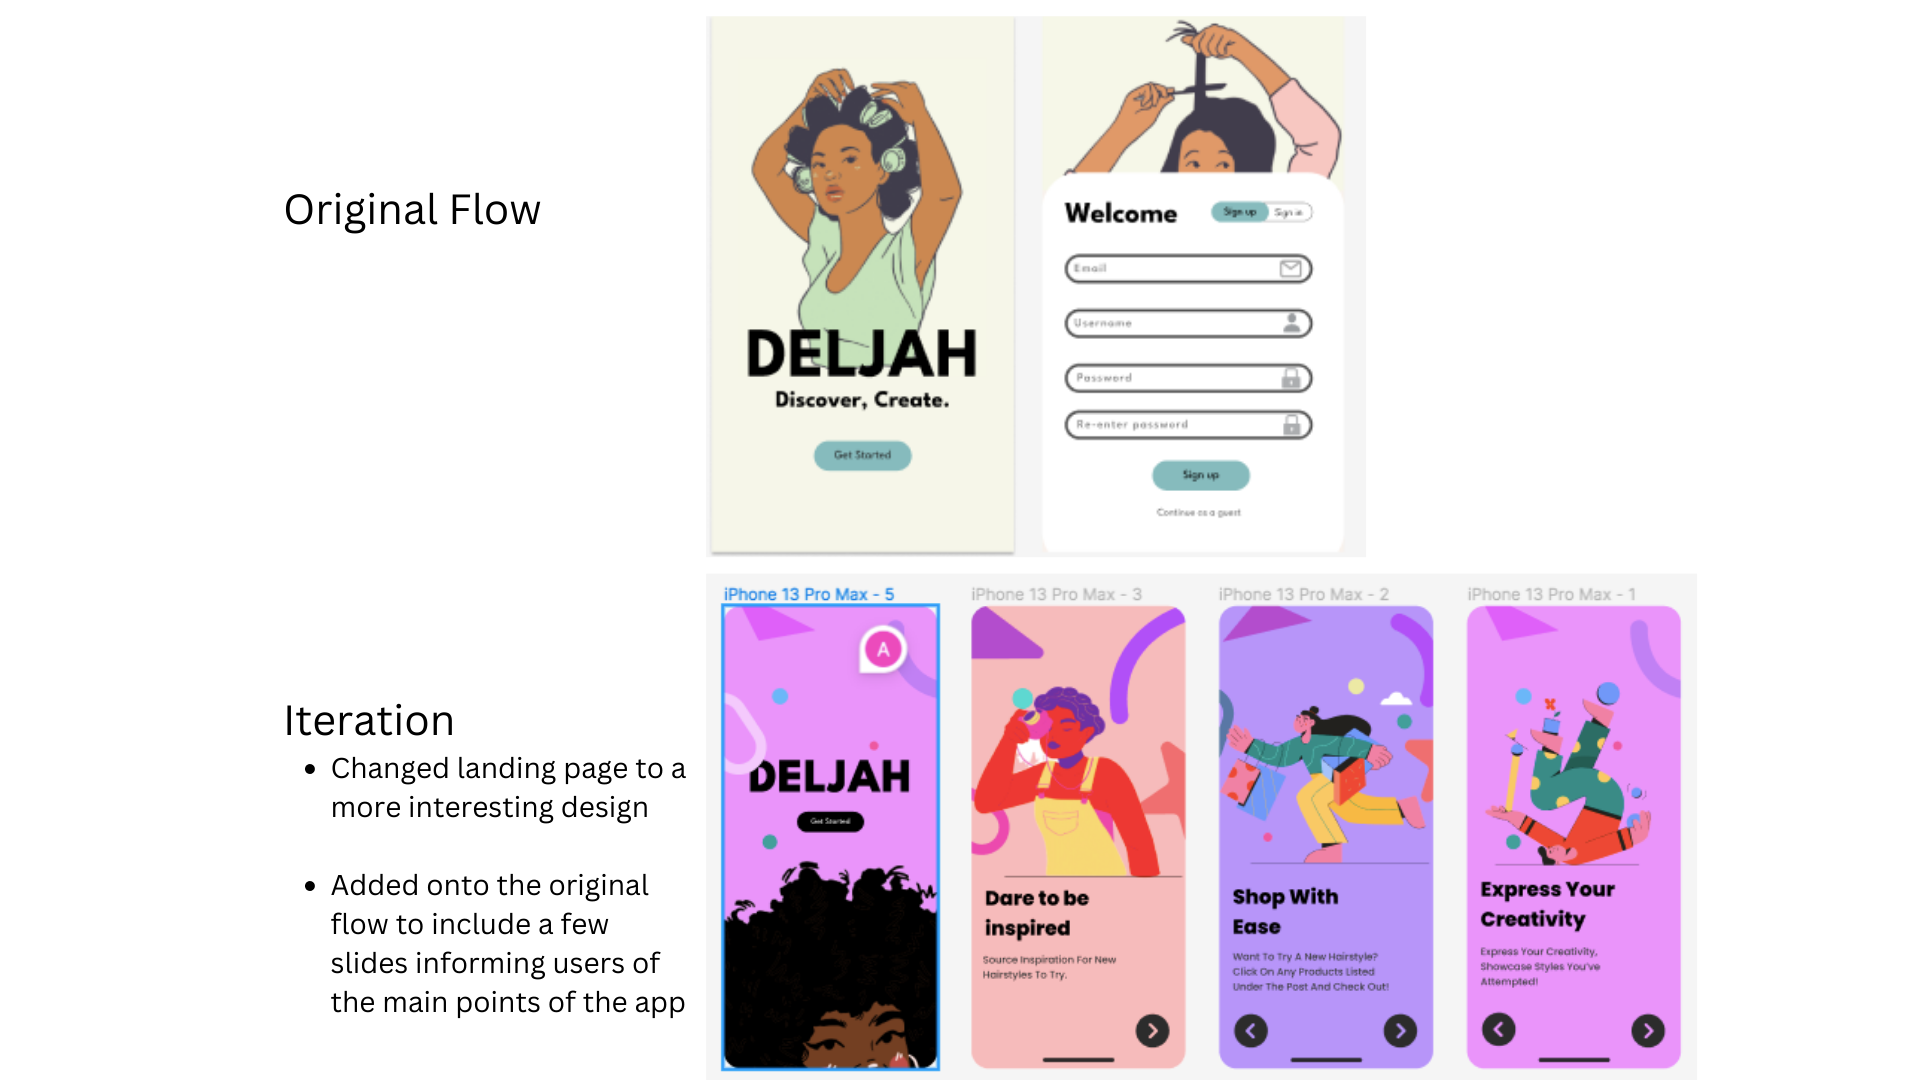 Original Flow
DELJAH
Discover, Create.
Get Started
Welcome
Sign up
Sign in
Email
Username
Password
Re-enter password
Sign up
Continue as a guest
Iteration
• Changed landing page to a
more interesting design
• Added onto the original
flow to include a few
slides informing users of
the main points of the app
iPhone 13 Pro Max - 5
A
DELJAH
Get Started
iPhone 13 Pro Max - 3
Dare to be
inspired
Source Inspiration For New
Hairstyles To Try.
iPhone 13 Pro Max - 2
Shop With
Ease
Want To Try A New Hairstyle?
Click On Any Products Listed
Under The Post And Check Out!
iPhone 13 Pro Max - 1
Express Your
Creativity
Express Your Creativity,
Showcase Styles You've
Attempted!